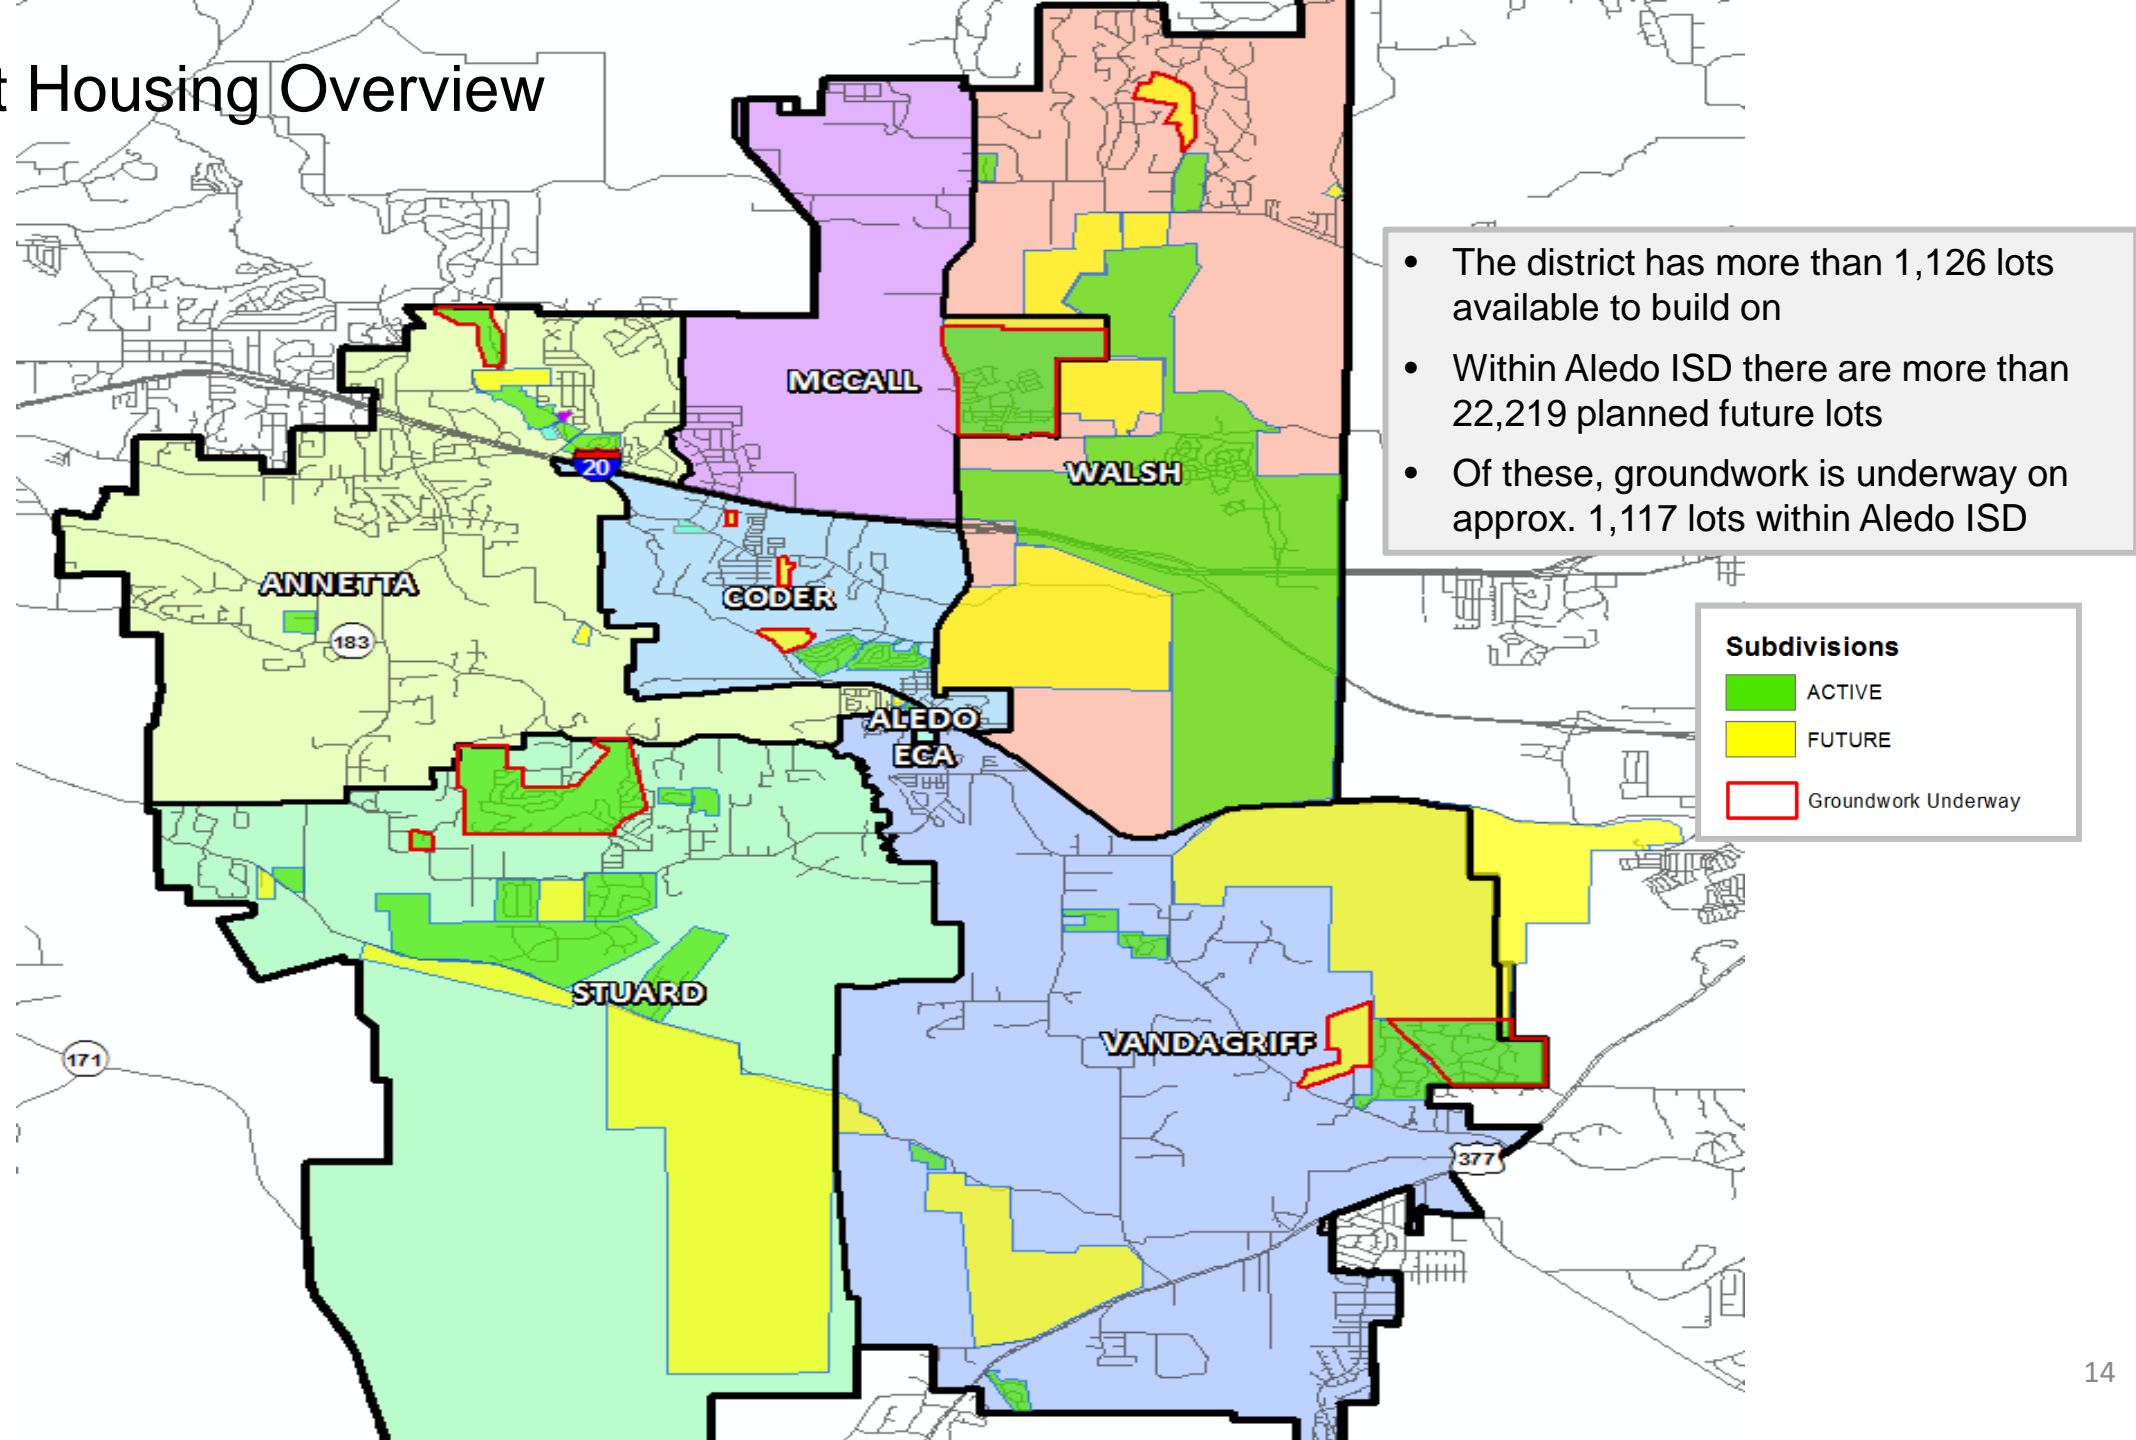 t Housing Overview
• The district has more than 1,126 lots
available to build on
• Within Aledo ISD there are more than
22,219 planned future lots
• Of these, groundwork is underway on
approx. 1,117 lots within Aledo ISD
MCCALL
WALSH
20
ANNETTA
183
CODER
ALEDO
ECA
STUARD
VANDAGRIFF
171
377
Subdivisions
ACTIVE
FUTURE
Groundwork Underway
14